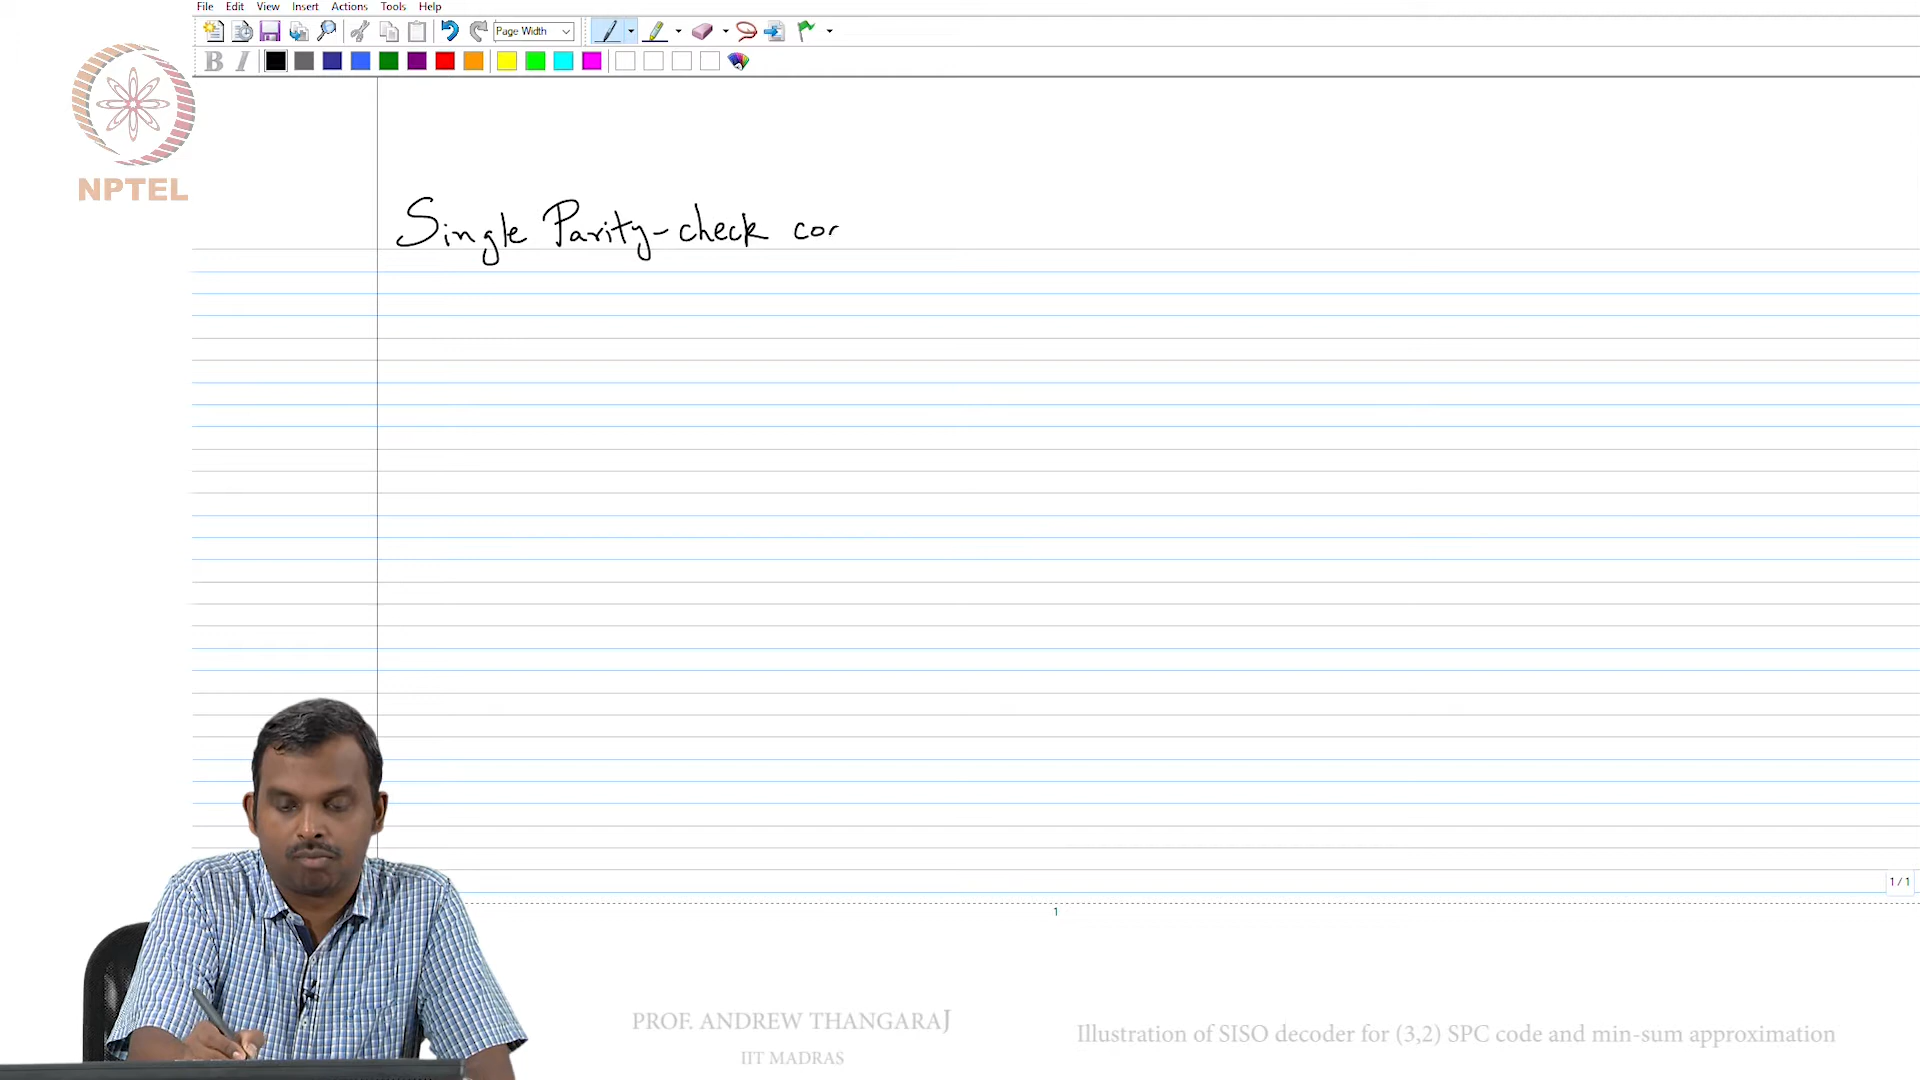 File Edit View Insert Actions Tools Help
Page Width
B I
NPTEL
Single Parity-check cor
1 / 1
1
PROF. ANDREW THANGARAJ
IIT MADRAS
Illustration of SISO decoder for (3,2) SPC code and min-sum approximation